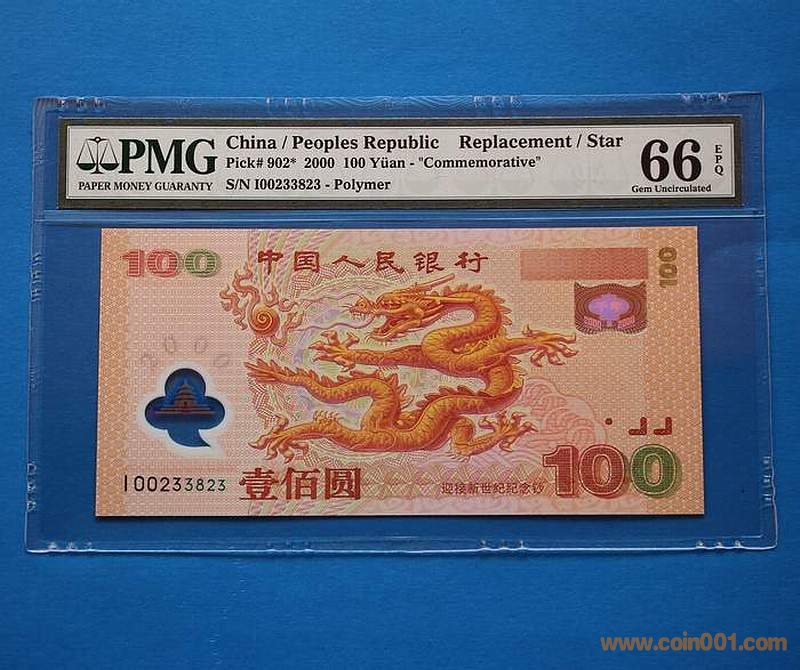 PMG
PAPER MONEY GUARANTY
China / Peoples Republic Replacement / Star
Pick# 902* 2000 100 Yüan - "Commemorative"
S/N I00233823 - Polymer
66 EPQ
Gem Uncirculated
100 中国人民银行 100
2000
I00233823 壹佰圆 迎接新世纪纪念钞 100
www.coin001.com